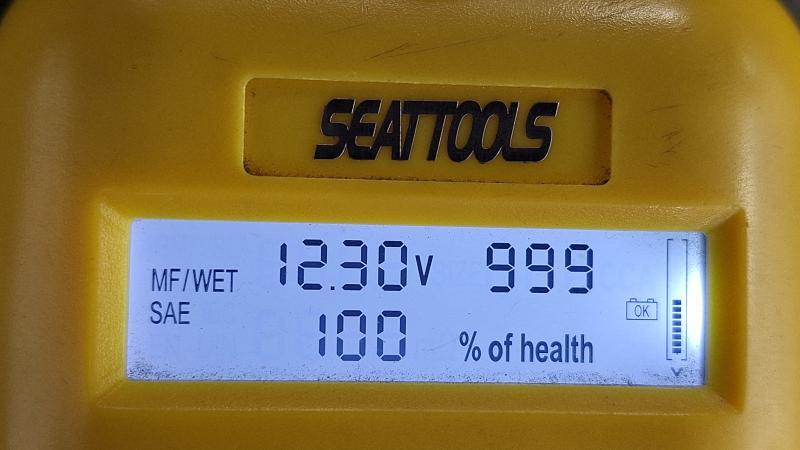 SEATTOOLS
MF/WET 12.30V 999
SAE 100 % of health
OK